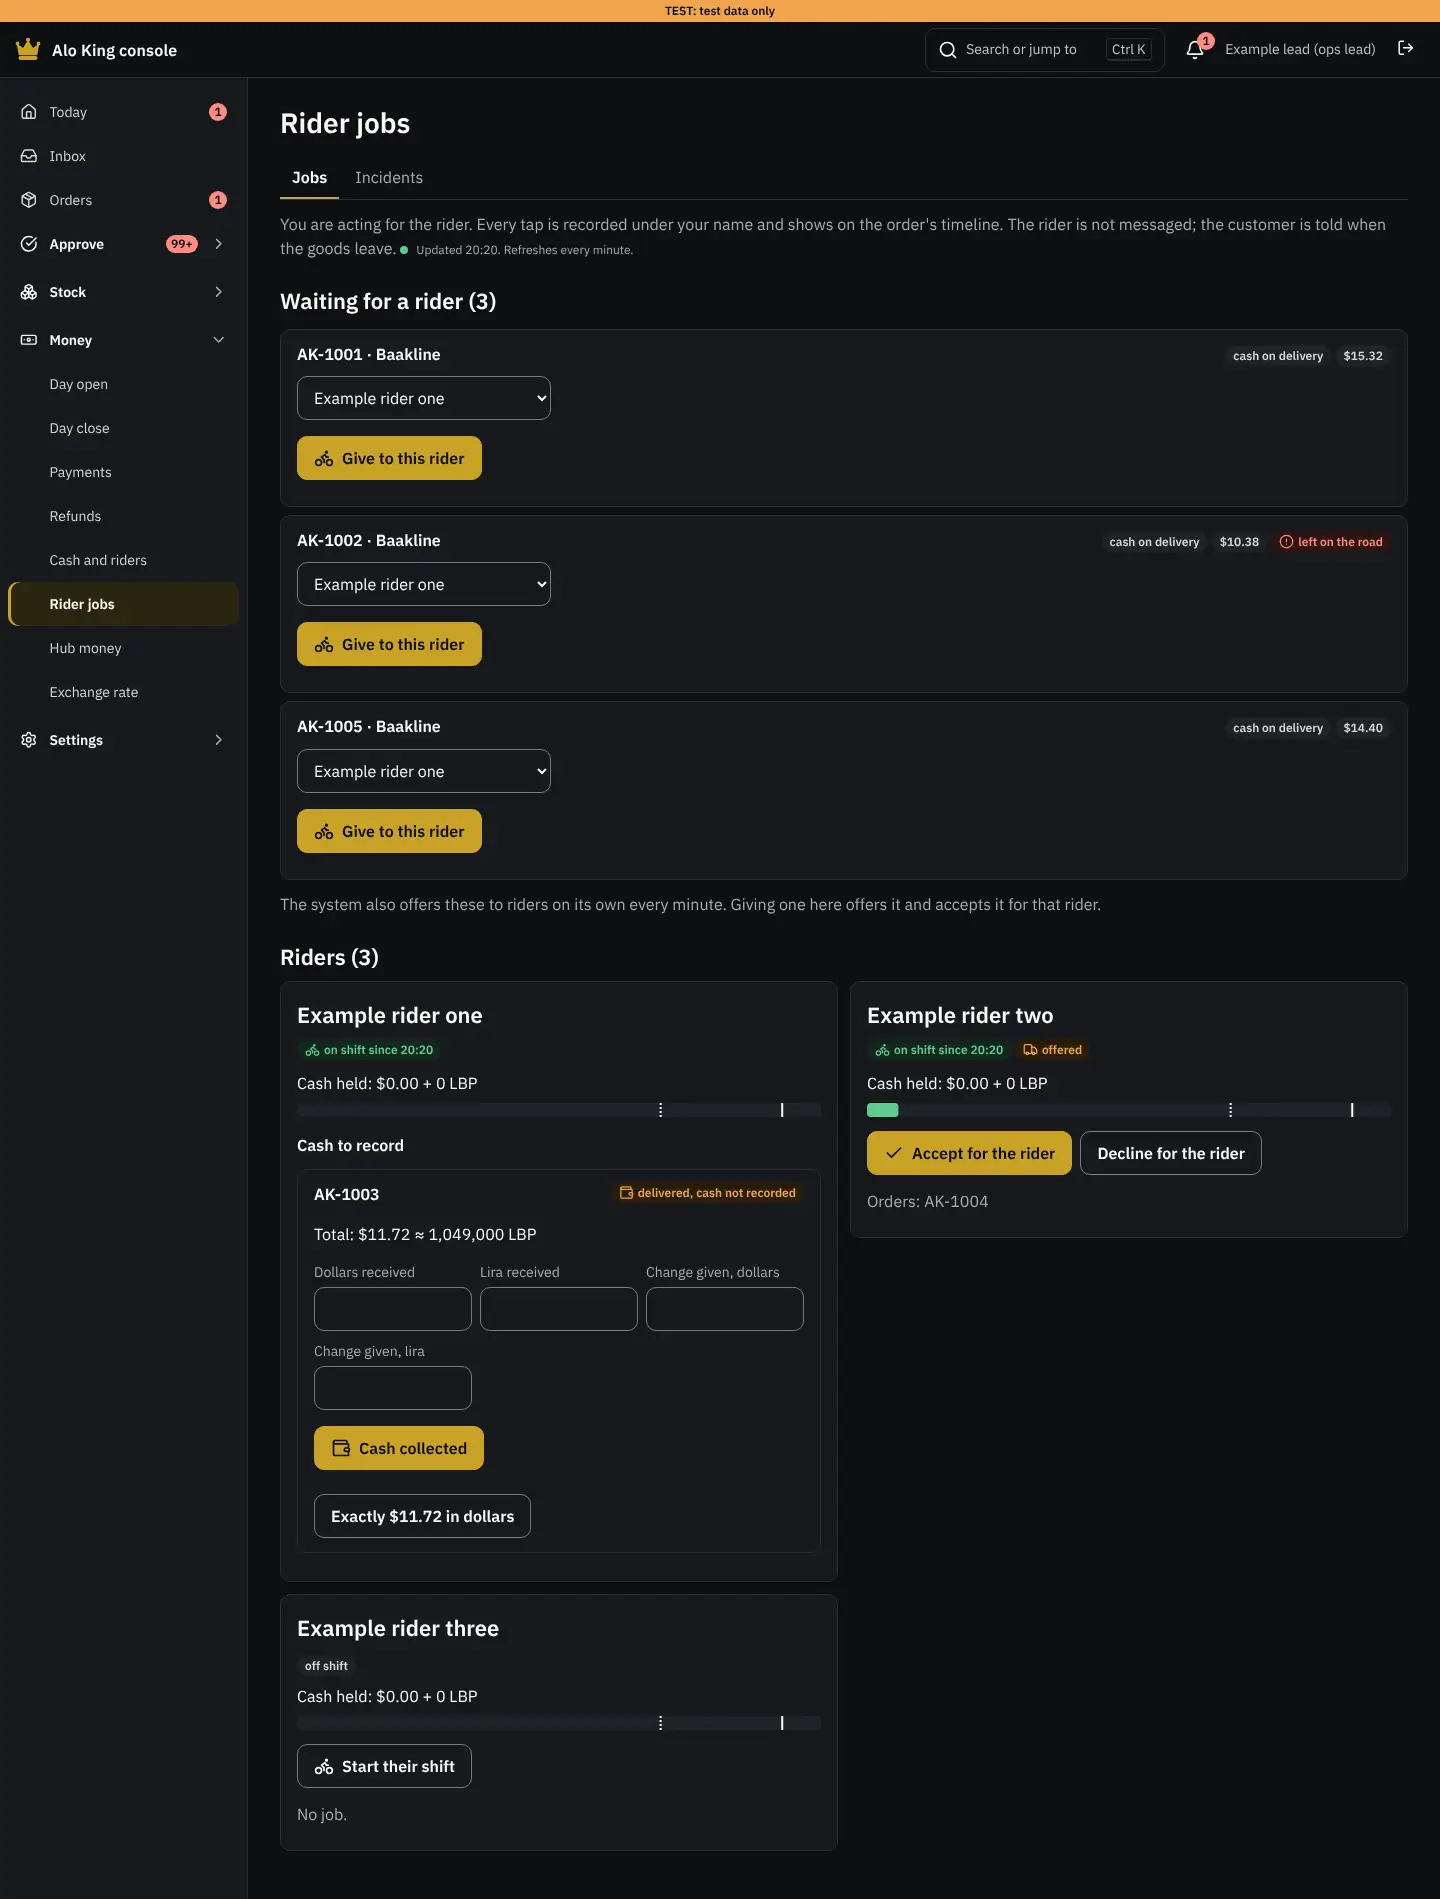 TEST: test data only
Alo King console
Search or jump to
Ctrl K
1
Example lead (ops lead)
Today
1
Inbox
Orders
1
Approve
99+
Stock
Money
Day open
Day close
Payments
Refunds
Cash and riders
Rider jobs
Hub money
Exchange rate
Settings
Rider jobs
Jobs
Incidents
You are acting for the rider. Every tap is recorded under your name and shows on the order's timeline. The rider is not messaged; the customer is told when
the goods leave. Updated 20:20. Refreshes every minute.
Waiting for a rider (3)
AK-1001 · Baakline
cash on delivery
$15.32
Example rider one
Give to this rider
AK-1002 · Baakline
cash on delivery
$10.38
left on the road
Example rider one
Give to this rider
AK-1005 · Baakline
cash on delivery
$14.40
Example rider one
Give to this rider
The system also offers these to riders on its own every minute. Giving one here offers it and accepts it for that rider.
Riders (3)
Example rider one
on shift since 20:20
Cash held: $0.00 + 0 LBP
Cash to record
AK-1003
delivered, cash not recorded
Total: $11.72 ≈ 1,049,000 LBP
Dollars received
Lira received
Change given, dollars
Change given, lira
Cash collected
Exactly $11.72 in dollars
Example rider two
on shift since 20:20
offered
Cash held: $0.00 + 0 LBP
Accept for the rider
Decline for the rider
Orders: AK-1004
Example rider three
off shift
Cash held: $0.00 + 0 LBP
Start their shift
No job.